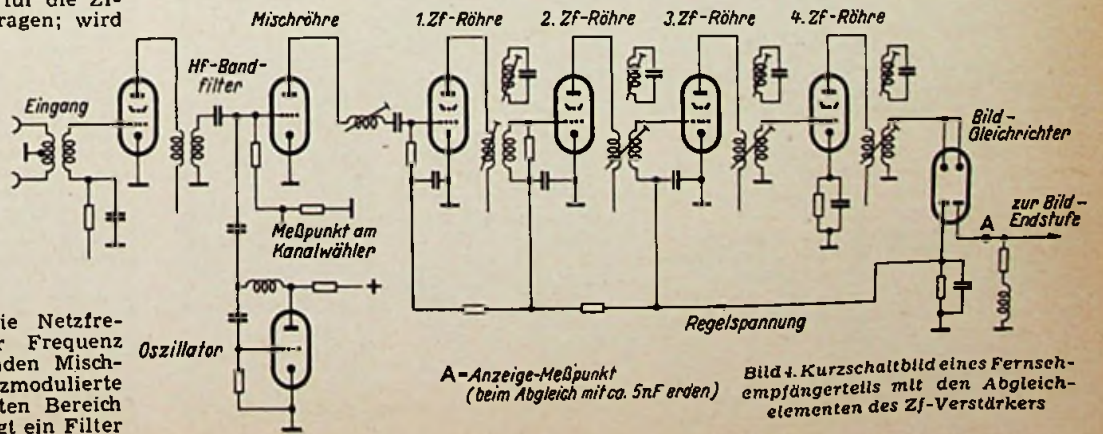 für die Zf-
ragen; wird
Mischröhre
1.Zf-Röhre
2. Zf-Röhre
3.Zf-Röhre
4. Zf-Röhre
Hf-Band-
filter
Eingang
Bild-
Gleichrichter
zur Bild-
Endstufe
A
Meßpunkt am
Kanalwähler
+
Regelspannung
Oszillator
A=Anzeige-Meßpunkt
(beim Abgleich mit ca. 5nF erden)
Bild 4. Kurzschaltbild eines Fernseh-
empfängerteils mit den Abgleich-
elementen des Zf-Verstärkers
ie Netzfre-
r Frequenz
nden Misch-
zmodulierte
ten Bereich
gt ein Filter